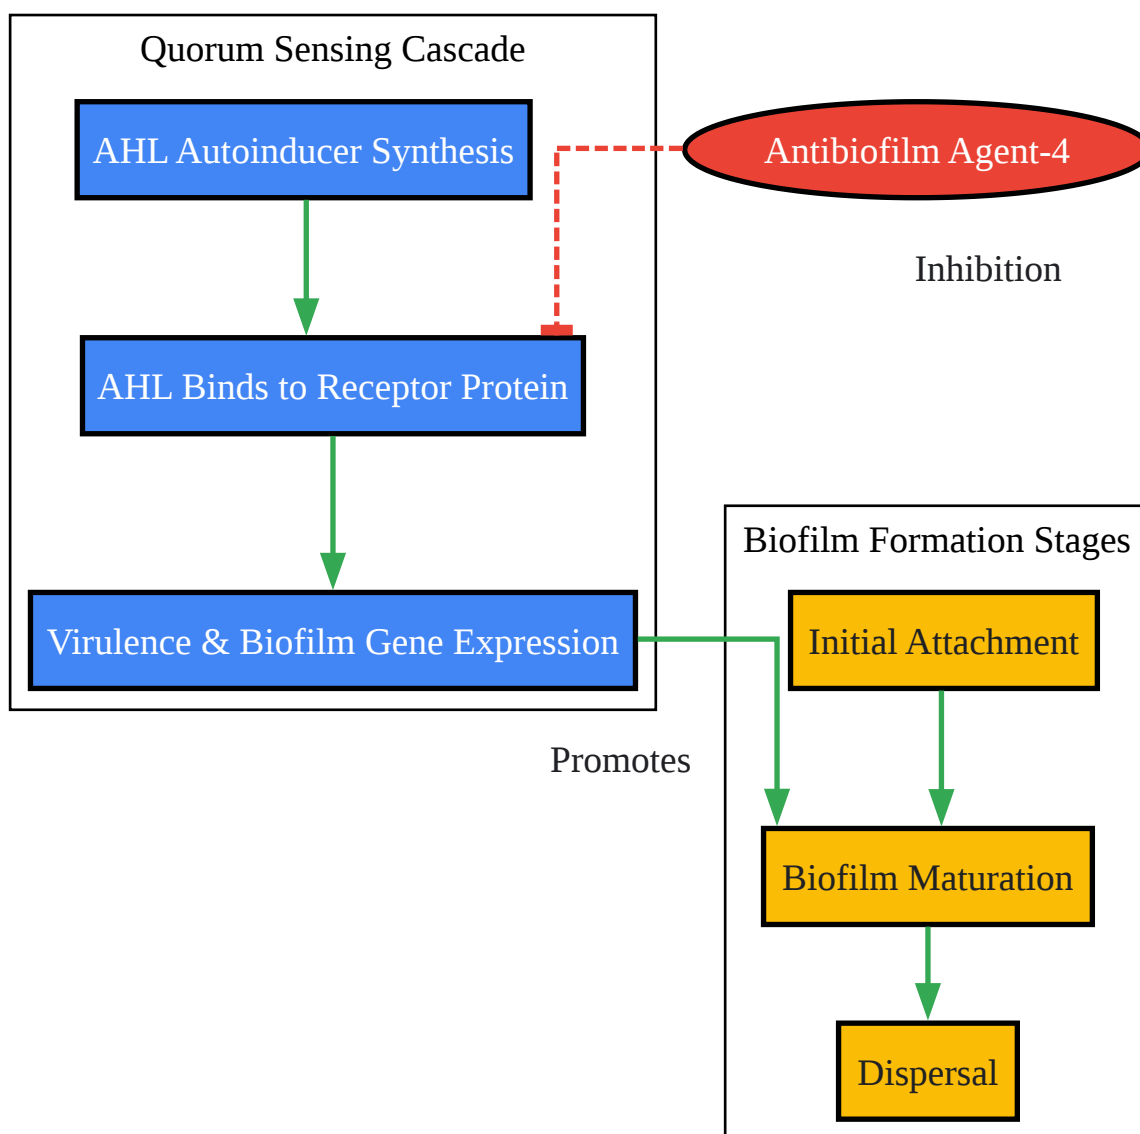 Quorum Sensing Cascade
AHL Autoinducer Synthesis
Antibiofilm Agent-4
Inhibition
AHL Binds to Receptor Protein
Virulence & Biofilm Gene Expression
Promotes
Biofilm Formation Stages
Initial Attachment
Biofilm Maturation
Dispersal